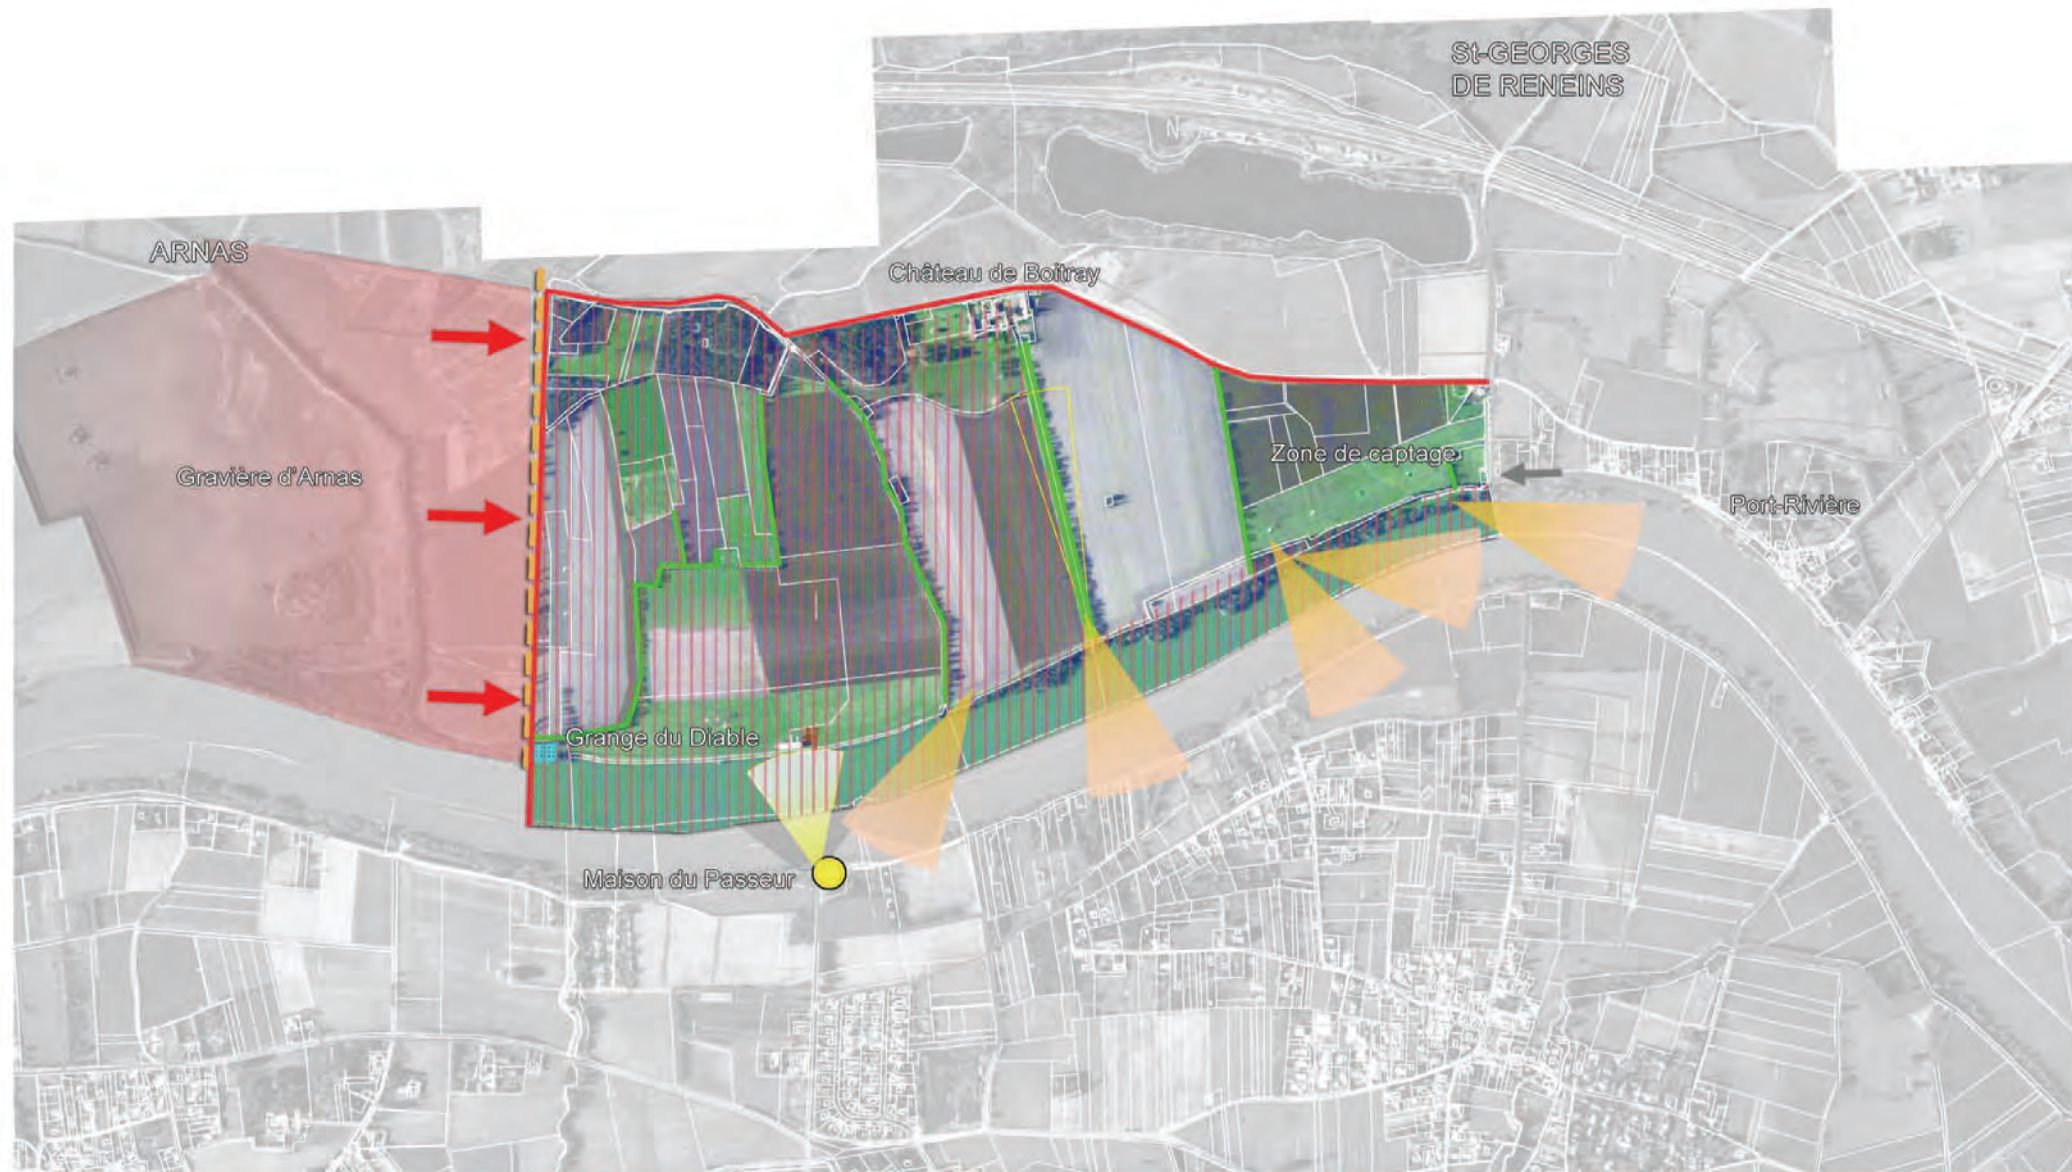 St-GEORGES
DE RENEINS
ARNAS
Château de Boitray
Zone de captage
Gravière d'Arnas
Port-Rivière
Grange du Diable
Maison du Passeur